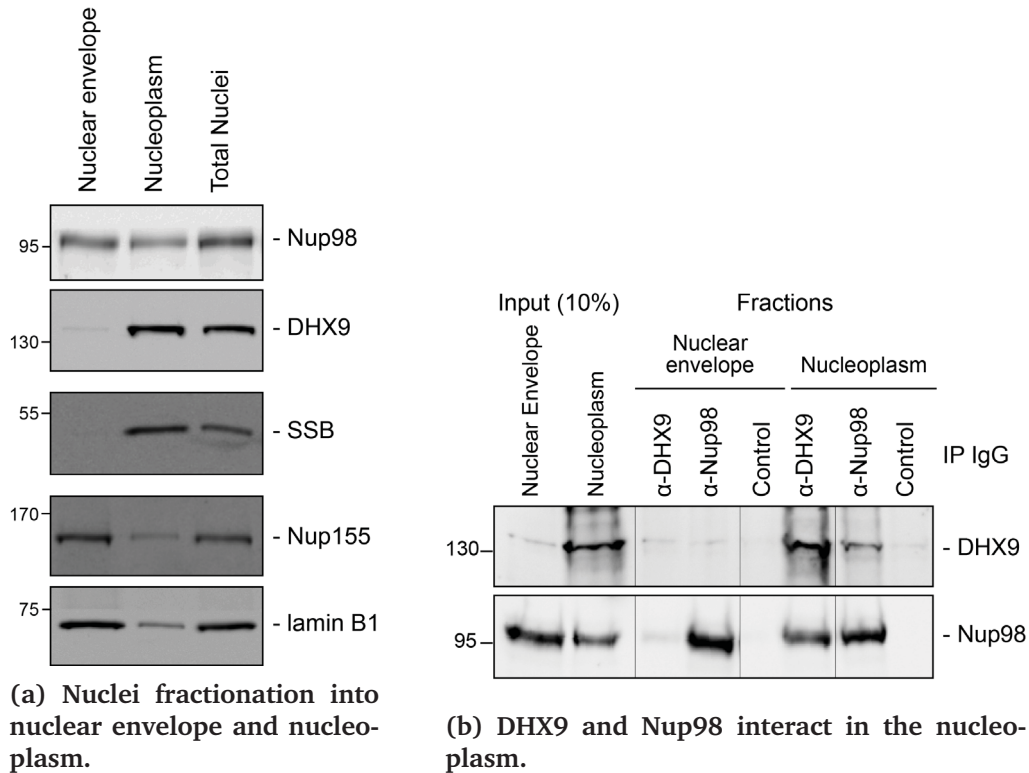 Nuclear envelope
Nucleoplasm
Total Nuclei
95
- Nup98
130
- DHX9
55
- SSB
170
- Nup155
75
- lamin B1
(a) Nuclei fractionation into
nuclear envelope and nucleo-
plasm.
Input (10%)
Fractions
Nuclear
envelope
Nucleoplasm
Nuclear Envelope
Nucleoplasm
α-DHX9
α-Nup98
Control
α-DHX9
α-Nup98
Control
IP IgG
130
- DHX9
95
- Nup98
(b) DHX9 and Nup98 interact in the nucleo-
plasm.